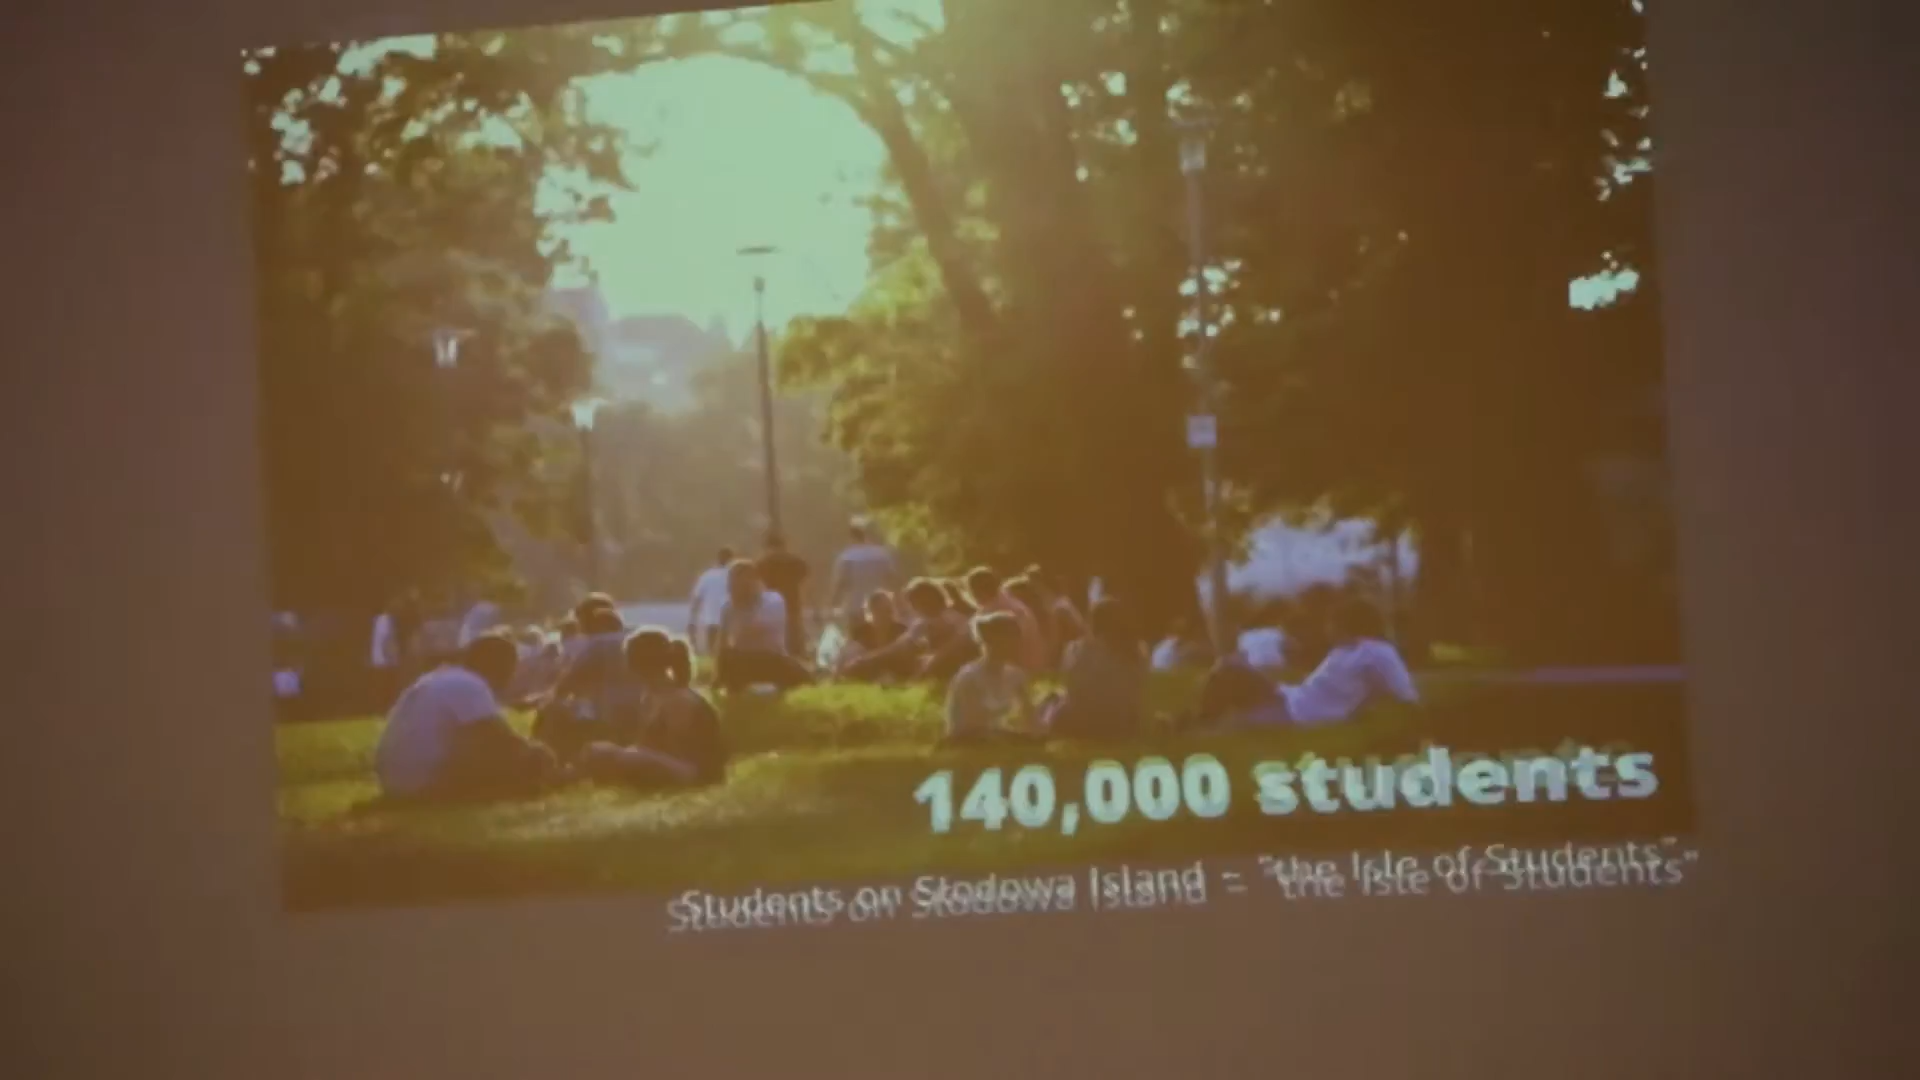 140,000 students
Students on Słodowa Island = "the Isle of Students"